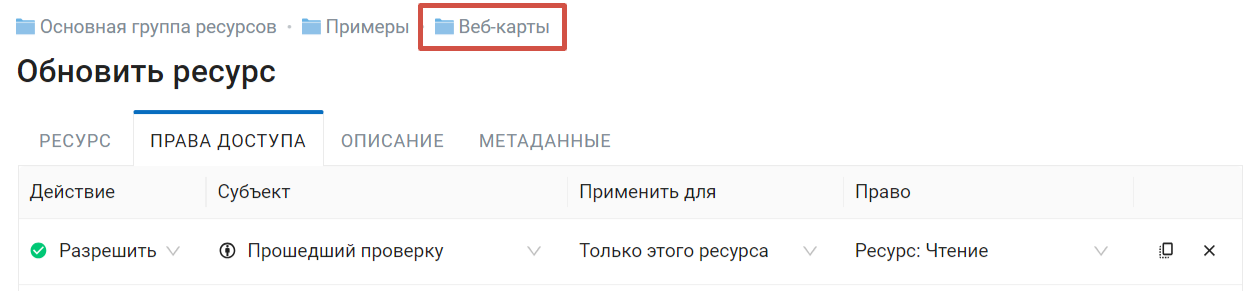 Основная группа ресурсов • Примеры • Веб-карты
Обновить ресурс
РЕСУРС ПРАВА ДОСТУПА ОПИСАНИЕ МЕТАДАННЫЕ
Действие Субъект Применить для Право
Разрешить Прошедший проверку Только этого ресурса Ресурс: Чтение